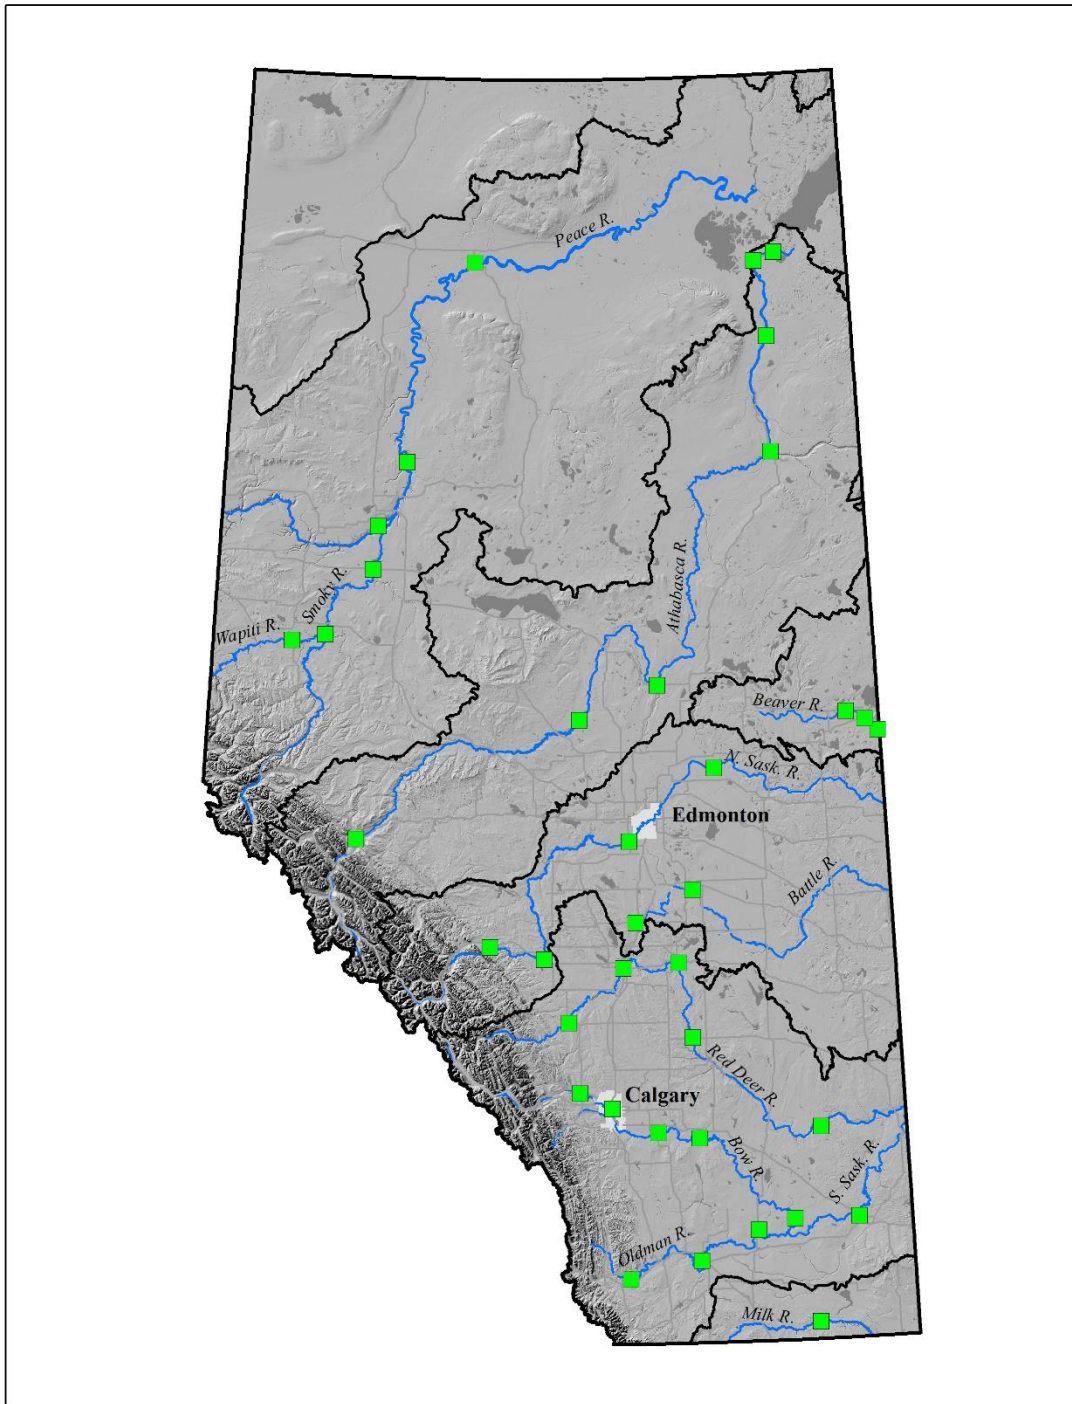 Peace R.
Athabasca R.
Smoky R.
Wapiti R.
Beaver R.
N. Sask. R.
Edmonton
Battle R.
Red Deer R.
Calgary
Bow R.
S. Sask. R.
Oldman R.
Milk R.